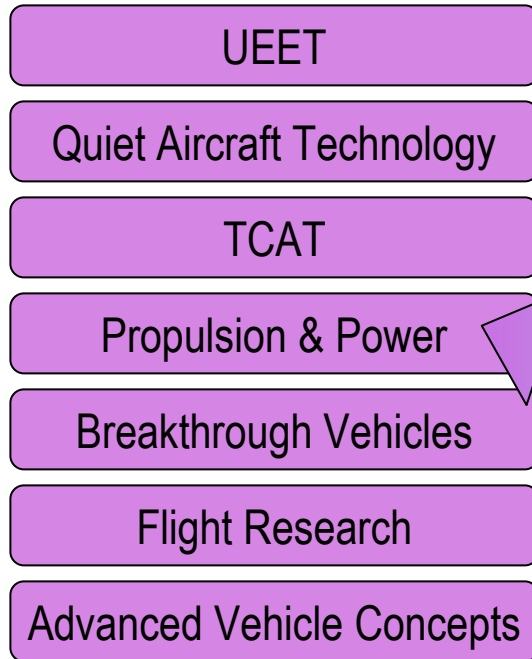 UEET
Quiet Aircraft Technology
TCAT
Propulsion & Power
Breakthrough Vehicles
Flight Research
Advanced Vehicle Concepts